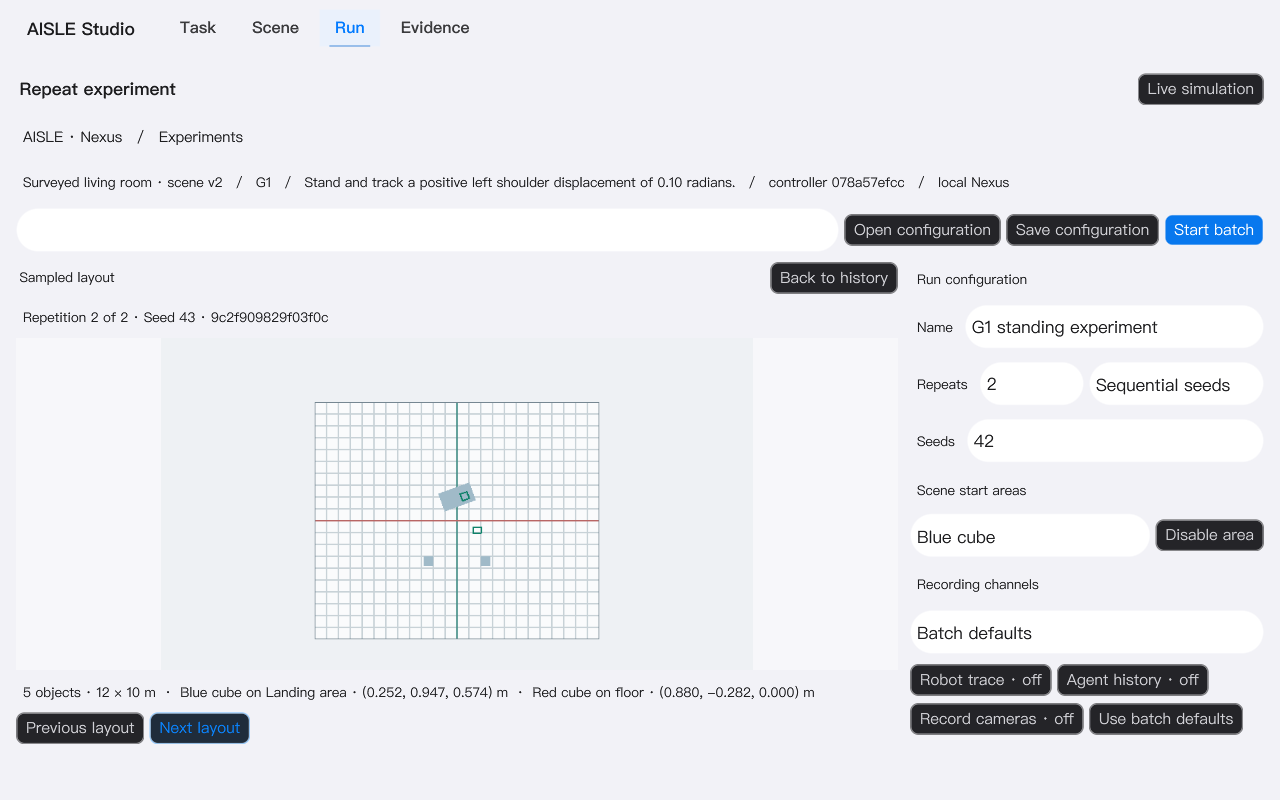 AISLE Studio Task Scene Run Evidence
Repeat experiment Live simulation
AISLE · Nexus / Experiments
Surveyed living room · scene v2 / G1 / Stand and track a positive left shoulder displacement of 0.10 radians. / controller 078a57efcc / local Nexus
Open configuration Save configuration Start batch
Sampled layout Back to history
Repetition 2 of 2 · Seed 43 · 9c2f909829f03f0c
5 objects · 12 × 10 m · Blue cube on Landing area · (0.252, 0.947, 0.574) m · Red cube on floor · (0.880, −0.282, 0.000) m
Previous layout Next layout
Run configuration
Name G1 standing experiment
Repeats 2 Sequential seeds
Seeds 42
Scene start areas
Blue cube Disable area
Recording channels
Batch defaults
Robot trace · off Agent history · off
Record cameras · off Use batch defaults